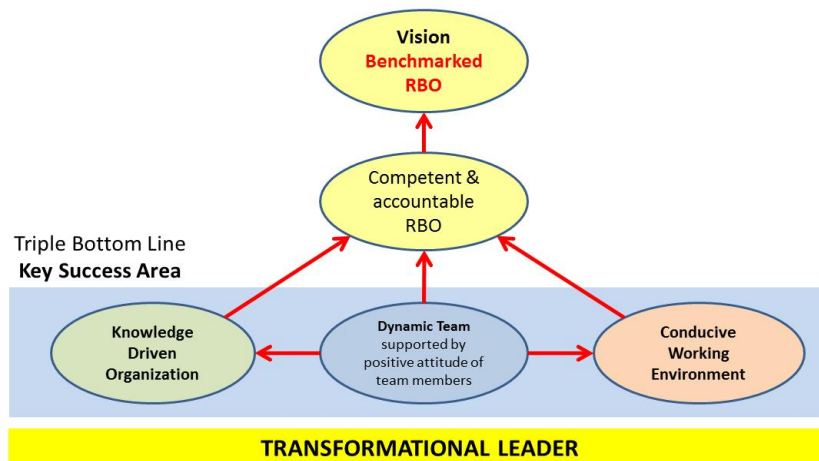 Vision
Benchmarked
RBO
Competent &
accountable
RBO
Triple Bottom Line
Key Success Area
Knowledge
Driven
Organization
Dynamic Team
supported by
positive attitude of
team members
Conducive
Working
Environment
TRANSFORMATIONAL LEADER